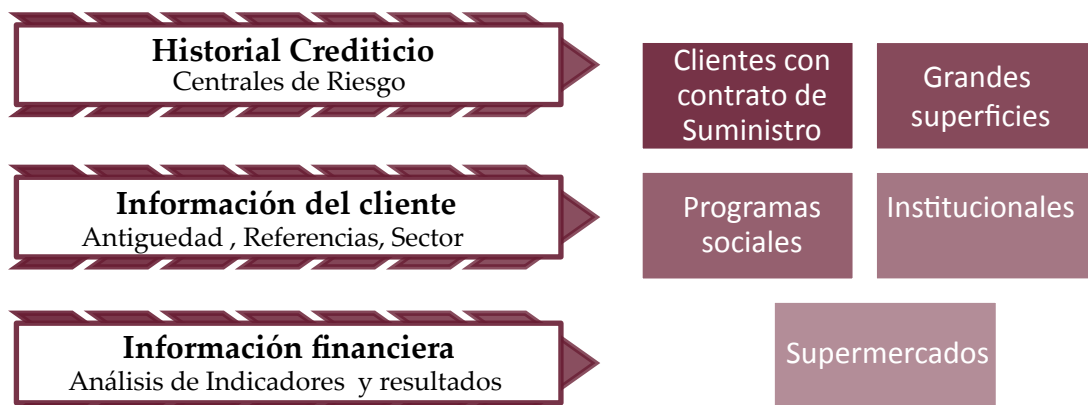 Historial Crediticio
Centrales de Riesgo
Información del cliente
Antiguedad , Referencias, Sector
Información financiera
Análisis de Indicadores y resultados
Clientes con
contrato de
Suministro
Grandes
superficies
Programas
sociales
Institucionales
Supermercados